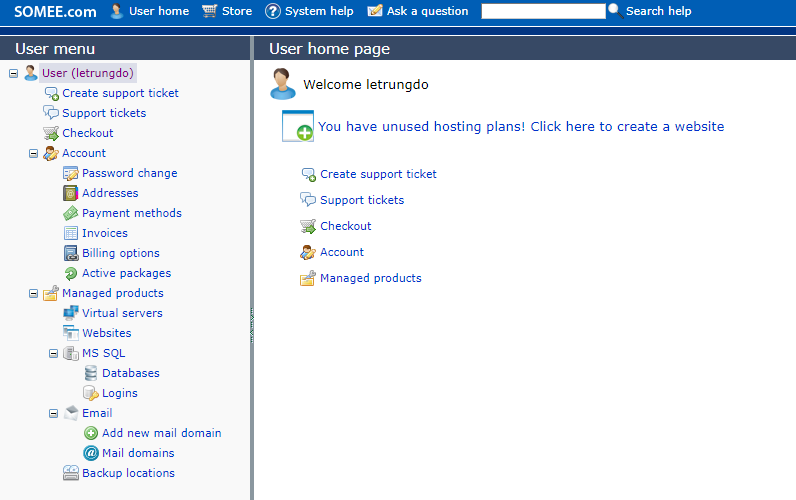 SOMEE.com User home Store System help Ask a question Search help
User menu
User (letrungdo)
Create support ticket
Support tickets
Checkout
Account
Password change
Addresses
Payment methods
Invoices
Billing options
Active packages
Managed products
Virtual servers
Websites
MS SQL
Databases
Logins
Email
Add new mail domain
Mail domains
Backup locations
User home page
Welcome letrungdo
You have unused hosting plans! Click here to create a website
Create support ticket
Support tickets
Checkout
Account
Managed products